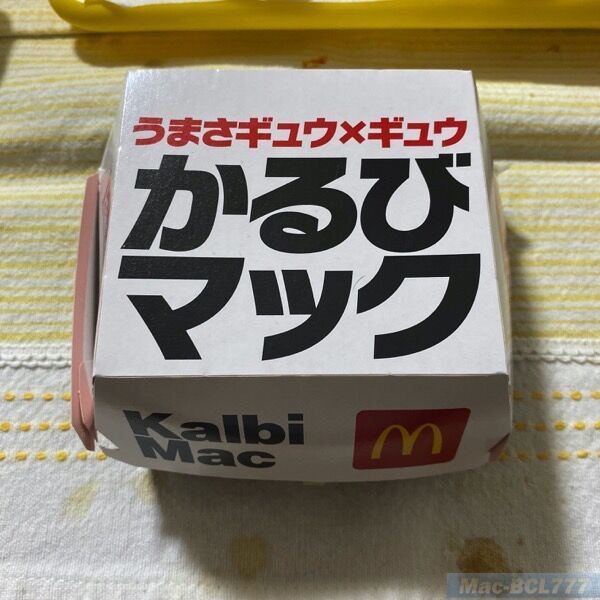 うまさギュウ×ギュウ
かるび
マック
Kalbi
Mac
Mac-BCL777